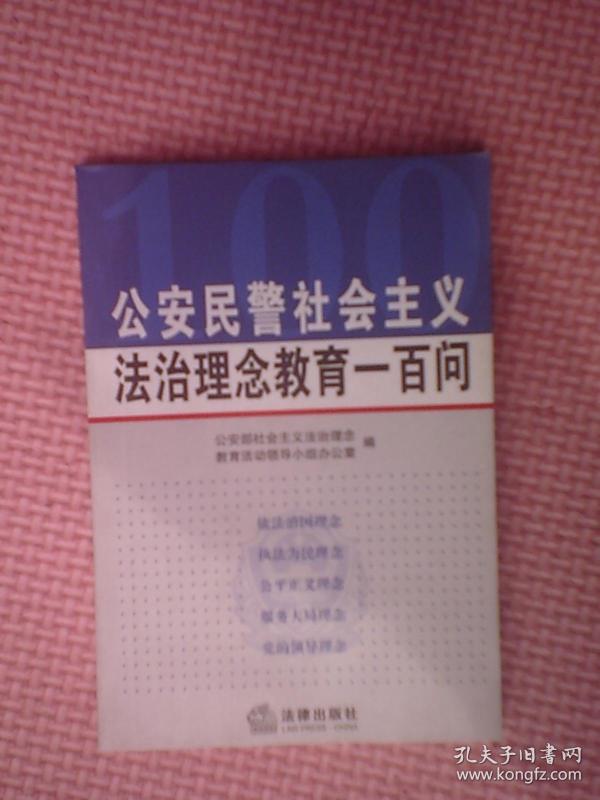 100
公安民警社会主义
法治理念教育一百问
公安部社会主义法治理念
教育活动领导小组办公室 编
依法治国理念
执法为民理念
公平正义理念
服务大局理念
党的领导理念
法律出版社
LAW PRESS·CHINA
孔夫子旧书网
www.kongfz.com